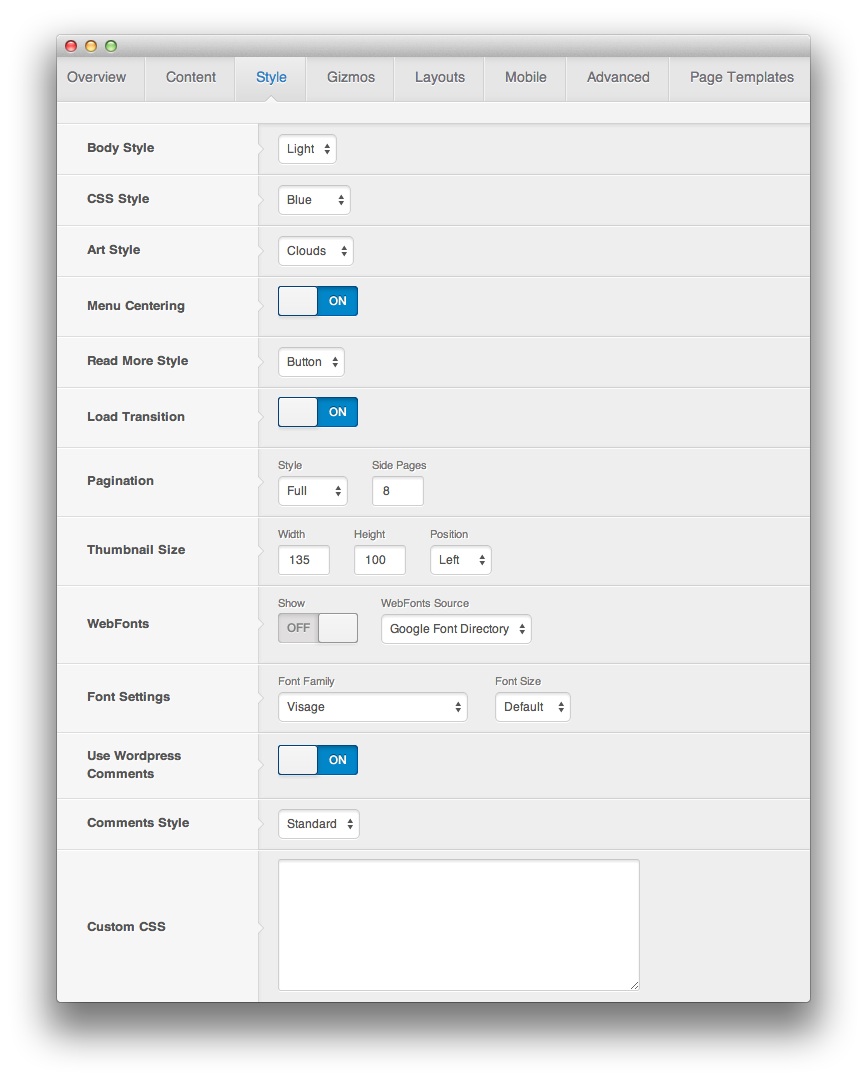 Overview Content Style Gizmos Layouts Mobile Advanced Page Templates
Body Style Light
CSS Style Blue
Art Style Clouds
Menu Centering ON
Read More Style Button
Load Transition ON
Style Side Pages
Pagination Full 8
Width Height Position
Thumbnail Size 135 100 Left
Show WebFonts Source
WebFonts OFF Google Font Directory
Font Family Font Size
Font Settings Visage Default
Use Wordpress
Comments ON
Comments Style Standard
Custom CSS